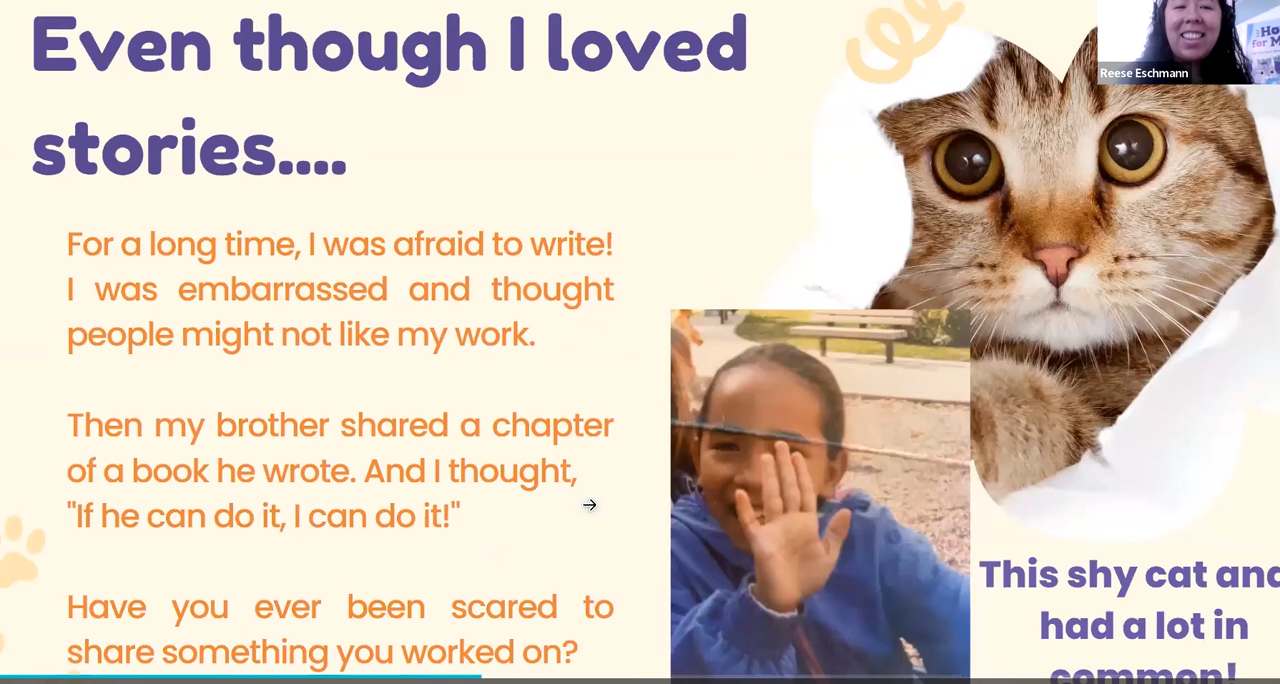 Even though I loved
stories....
Reese Eschmann
For a long time, I was afraid to write!
I was embarrassed and thought
people might not like my work.
Then my brother shared a chapter
of a book he wrote. And I thought,
"If he can do it, I can do it!"
Have you ever been scared to
share something you worked on?
This shy cat and
had a lot in
common!